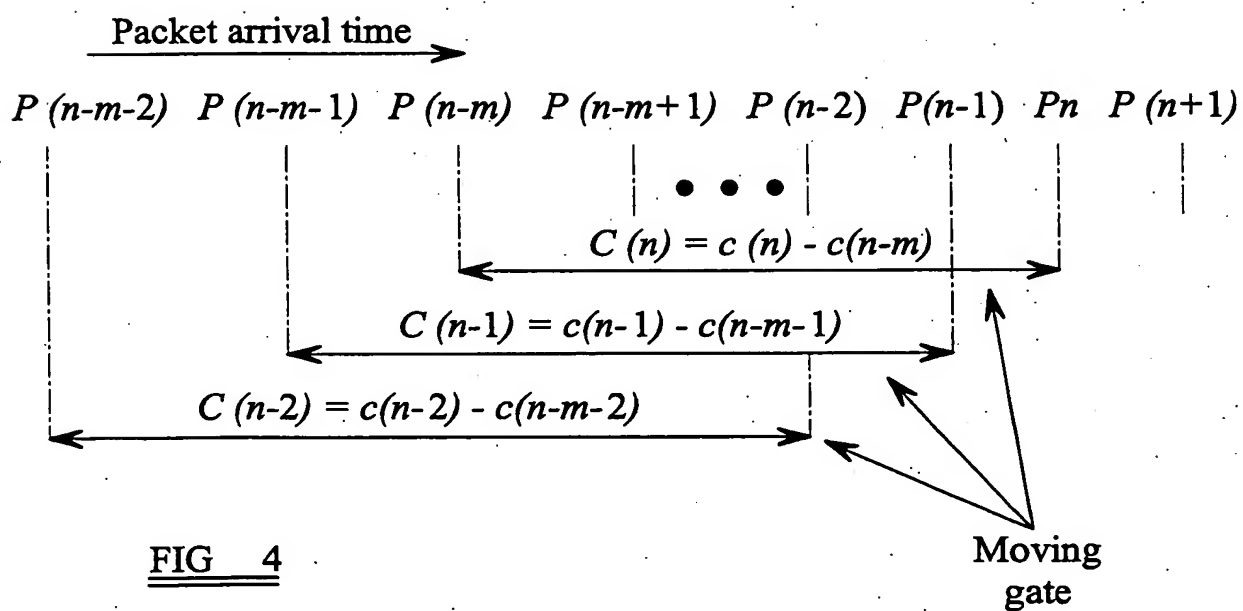 Packet arrival time
P (n-m-2) P (n-m-1) P (n-m) P (n-m+1) P (n-2) P(n-1) Pn P (n+1)
C (n) = c (n) - c(n-m)
C (n-1) = c(n-1) - c(n-m-1)
C (n-2) = c(n-2) - c(n-m-2)
Moving
gate
FIG 4